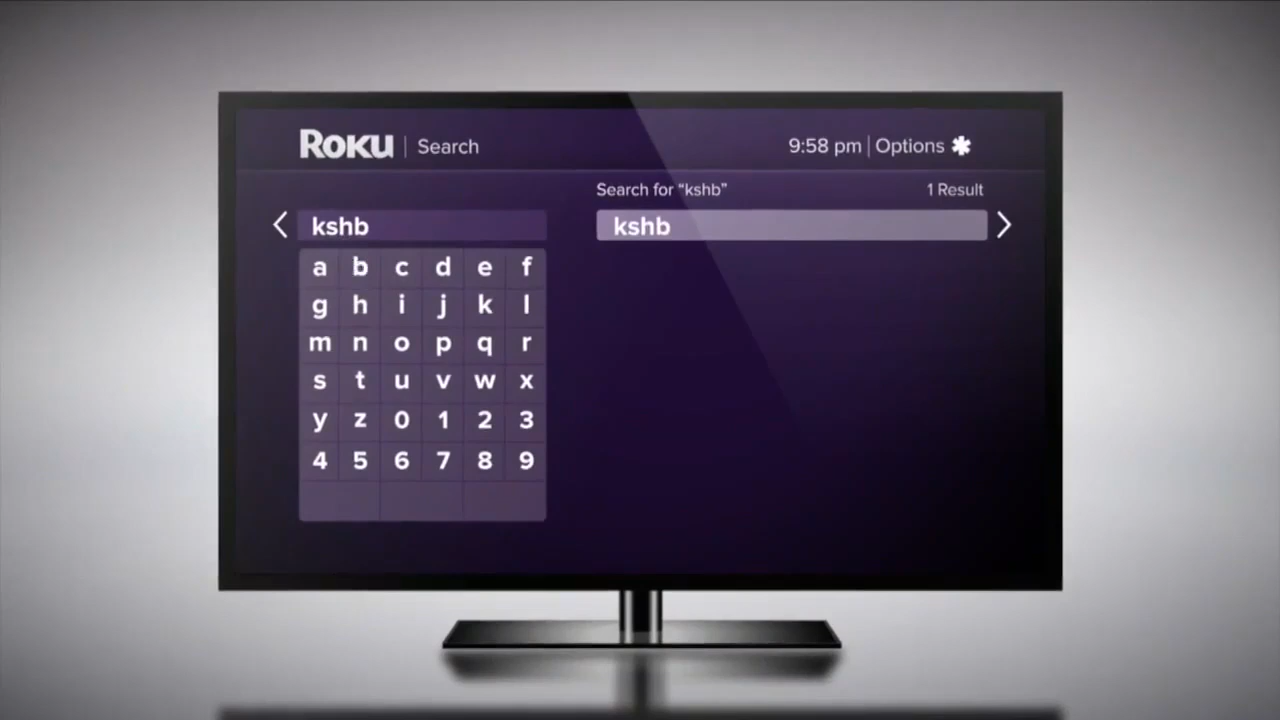 Roku | Search
9:58 pm | Options ✱
Search for “kshb”
1 Result
kshb
kshb
a b c d e f
g h i j k l
m n o p q r
s t u v w x
y z 0 1 2 3
4 5 6 7 8 9